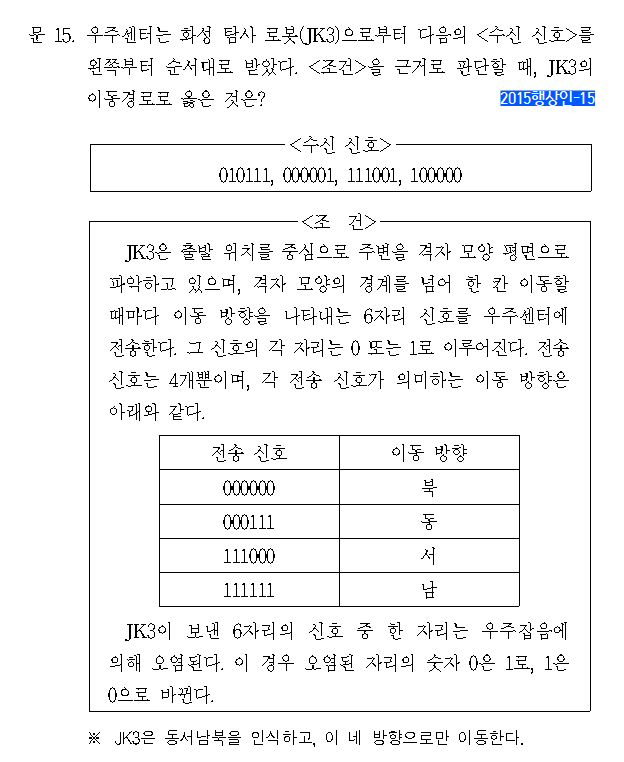 문 15. 우주센터는 화성 탐사 로봇(JK3)으로부터 다음의 <수신 신호>를
왼쪽부터 순서대로 받았다. <조건>을 근거로 판단할 때, JK3의
이동경로로 옳은 것은?
2015행상인-15
<수신 신호>
010111, 000001, 111001, 100000
<조 건>
JK3은 출발 위치를 중심으로 주변을 격자 모양 평면으로
파악하고 있으며, 격자 모양의 경계를 넘어 한 칸 이동할
때마다 이동 방향을 나타내는 6자리 신호를 우주센터에
전송한다. 그 신호의 각 자리는 0 또는 1로 이루어진다. 전송
신호는 4개뿐이며, 각 전송 신호가 의미하는 이동 방향은
아래와 같다.
전송 신호 이동 방향
000000 북
000111 동
111000 서
111111 남
JK3이 보낸 6자리의 신호 중 한 자리는 우주잡음에
의해 오염된다. 이 경우 오염된 자리의 숫자 0은 1로, 1은
0으로 바뀐다.
※ JK3은 동서남북을 인식하고, 이 네 방향으로만 이동한다.